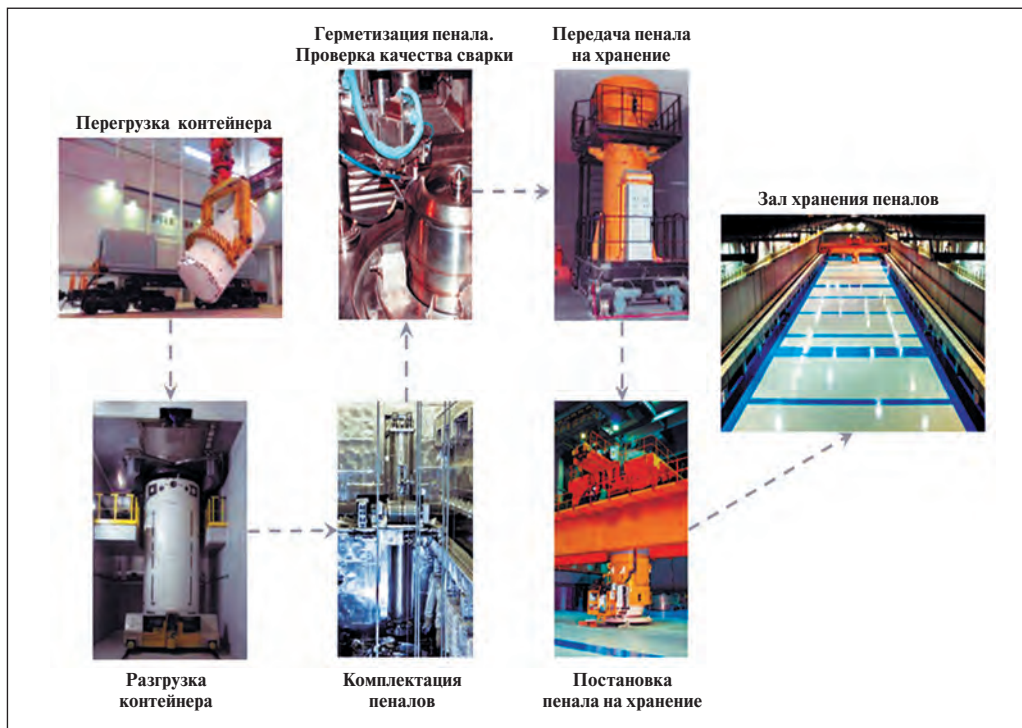 Герметизация пенала.
Проверка качества сварки
Передача пенала
на хранение
Перегрузка контейнера
Зал хранения пеналов
Разгрузка
контейнера
Комплектация
пеналов
Постановка
пенала на хранение